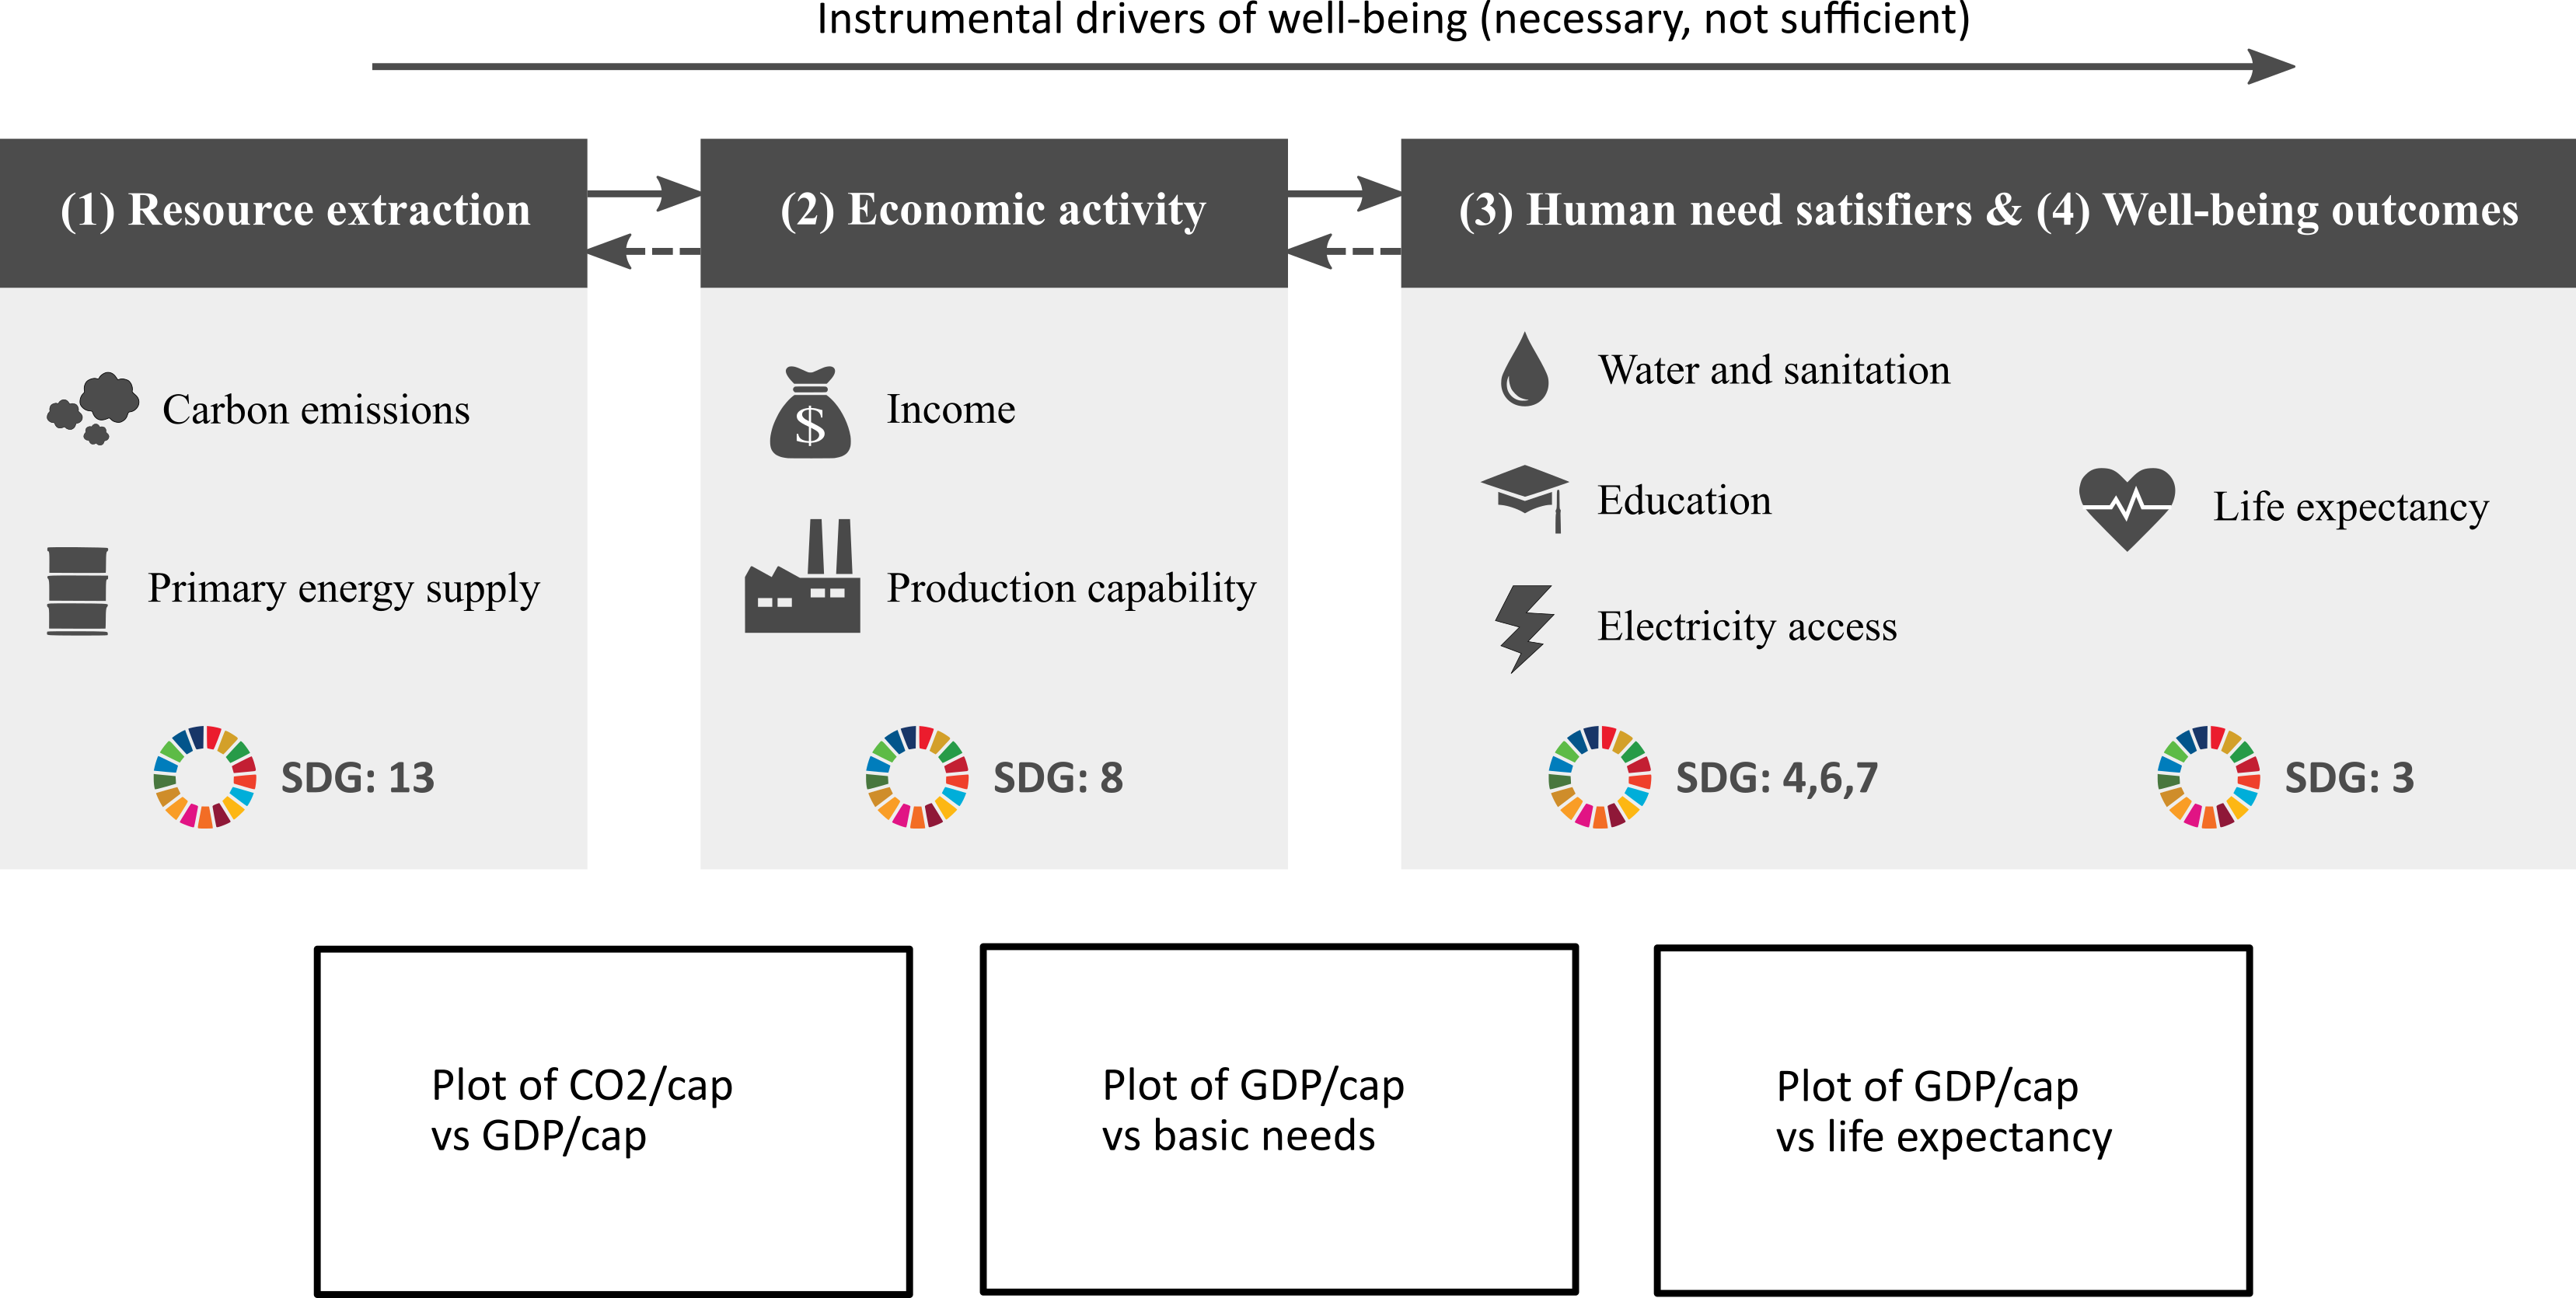 Instrumental drivers of well-being (necessary, not sufficient)
(1) Resource extraction
(2) Economic activity
(3) Human need satisfiers & (4) Well-being outcomes
Carbon emissions
Primary energy supply
SDG: 13
$
Income
Production capability
SDG: 8
Water and sanitation
Education
Electricity access
SDG: 4,6,7
Life expectancy
SDG: 3
Plot of CO2/cap
vs GDP/cap
Plot of GDP/cap
vs basic needs
Plot of GDP/cap
vs life expectancy